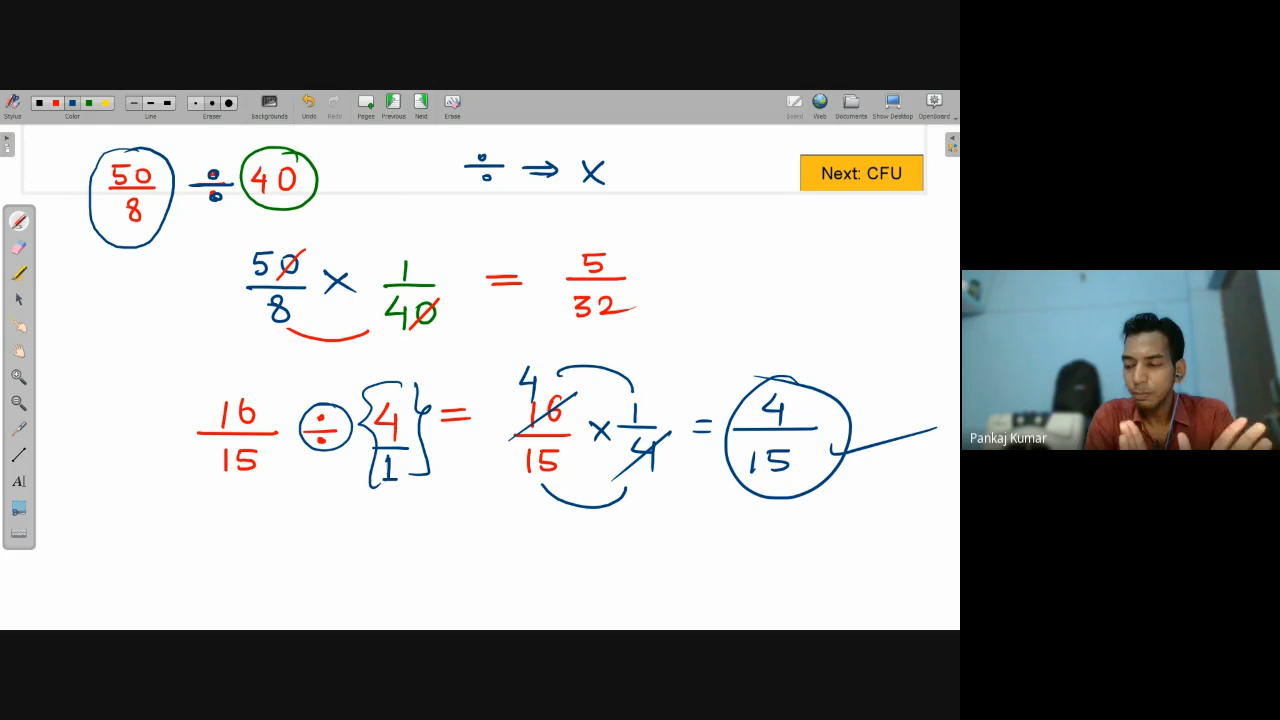 Stylus Color Line Eraser Backgrounds Undo Redo Pages Previous Next Erase Board Web Documents Show Desktop OpenBoard
50/8 ÷ 40 ÷ ⇒ x
Next: CFU
50/8 × 1/40 = 5/32
16/15 ÷ {4/1} = 4 16/15 × 1/4 = 4/15
Pankaj Kumar